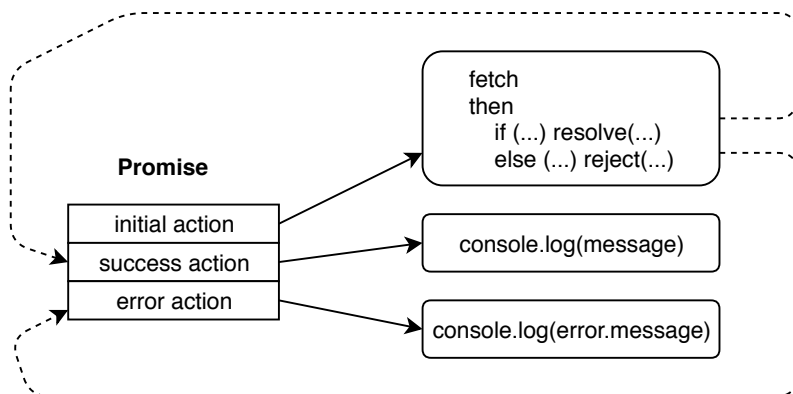 Promise
initial action
success action
error action
fetch
then
if (...) resolve(...)
else (...) reject(...)
console.log(message)
console.log(error.message)